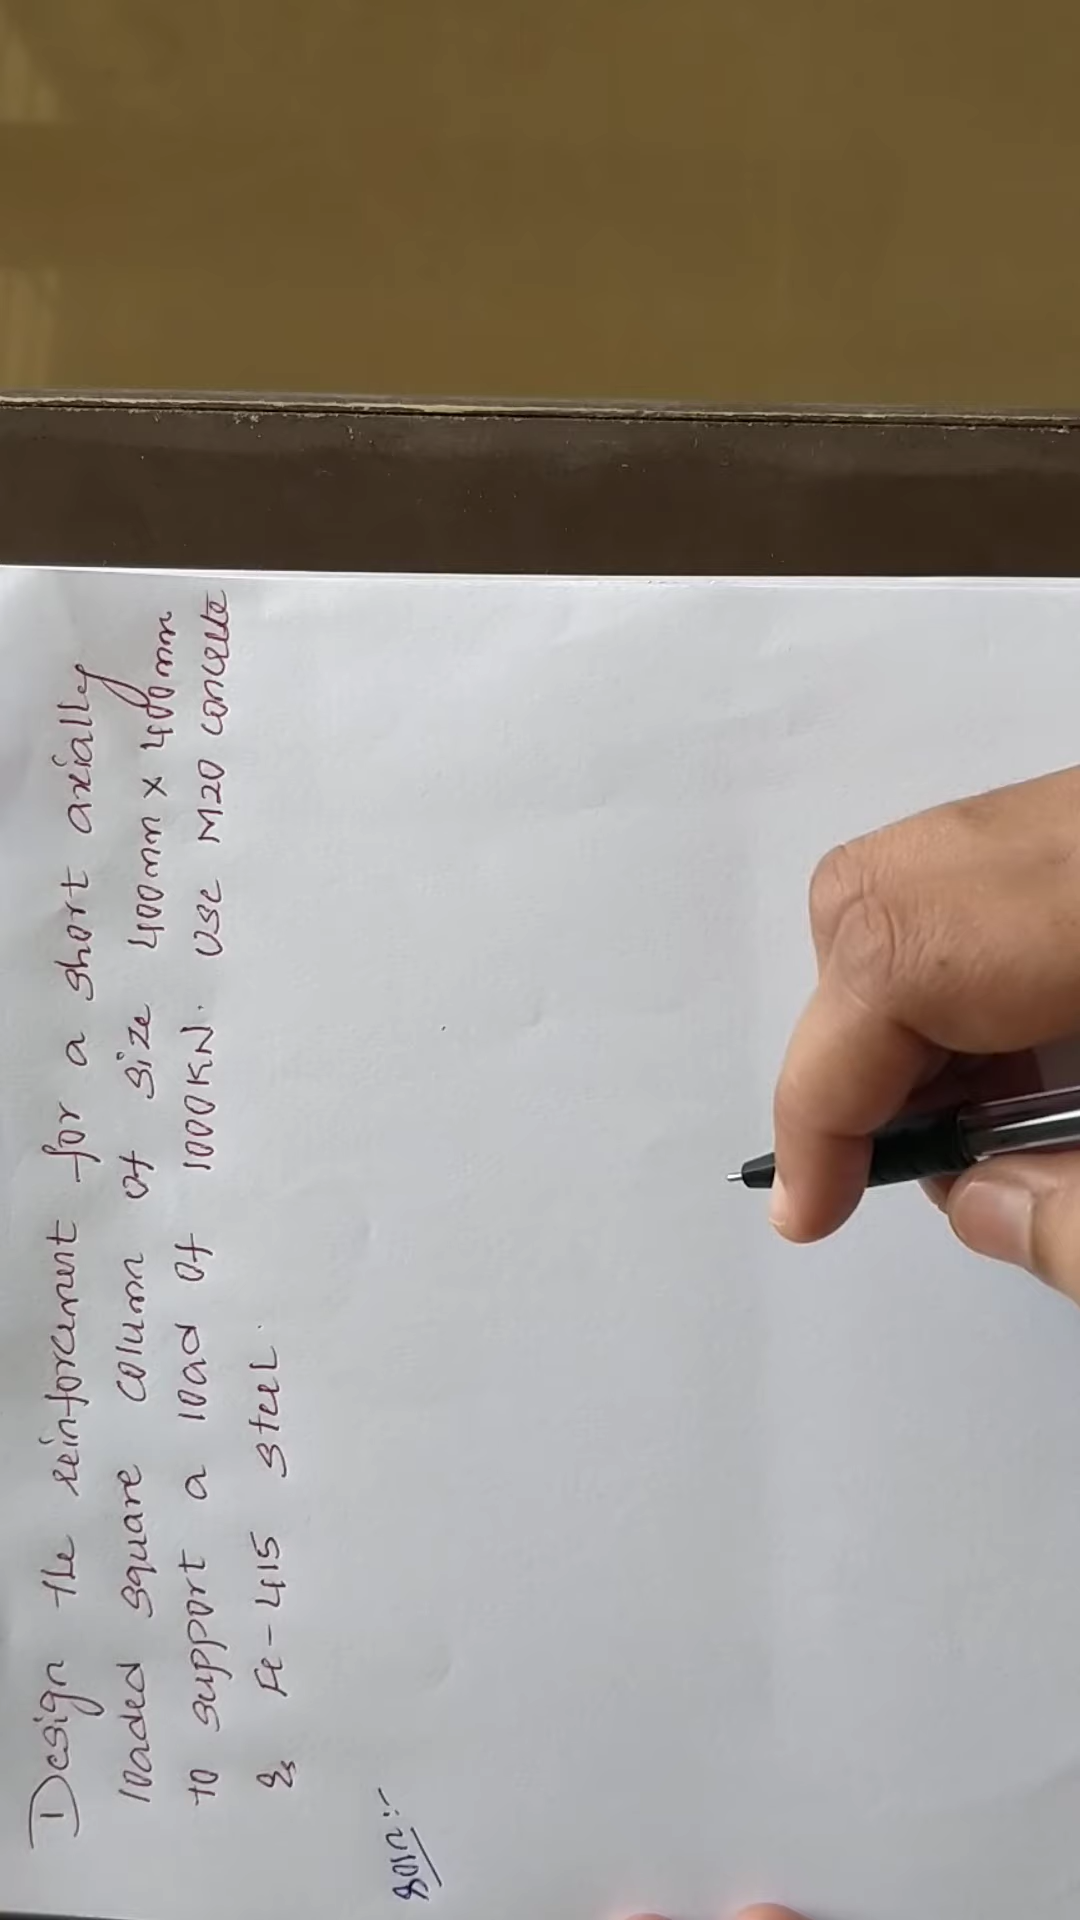 Design the reinforcement for a short axially
loaded square column of size 400mm x 400mm
to support a load of 1000KN. Use M20 concrete
& Fe-415 steel.
Soln:-